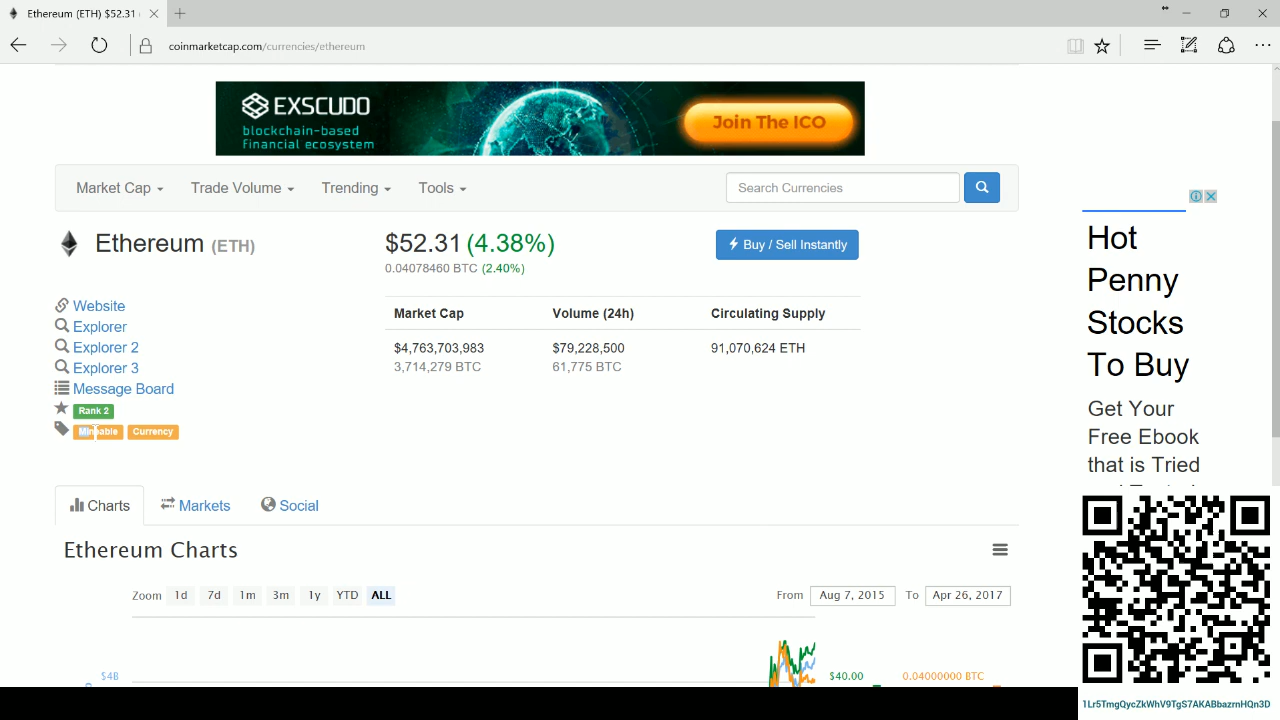 Ethereum (ETH) $52.31
coinmarketcap.com/currencies/ethereum
EXSCUDO
blockchain-based
financial ecosystem
Join The ICO
Market Cap
Trade Volume
Trending
Tools
Search Currencies
Ethereum (ETH)
$52.31 (4.38%)
0.04078460 BTC (2.40%)
Buy / Sell Instantly
Website
Explorer
Explorer 2
Explorer 3
Message Board
Rank 2
Mineable Currency
Market Cap Volume (24h) Circulating Supply
$4,763,703,983 $79,228,500 91,070,624 ETH
3,714,279 BTC 61,775 BTC
Hot
Penny
Stocks
To Buy
Get Your
Free Ebook
that is Tried
Charts Markets Social
Ethereum Charts
Zoom 1d 7d 1m 3m 1y YTD ALL
From Aug 7, 2015 To Apr 26, 2017
$4B $40.00 0.04000000 BTC
1Lr5TmgQycZkWhV9TgS7AKABbazrnHQn3D